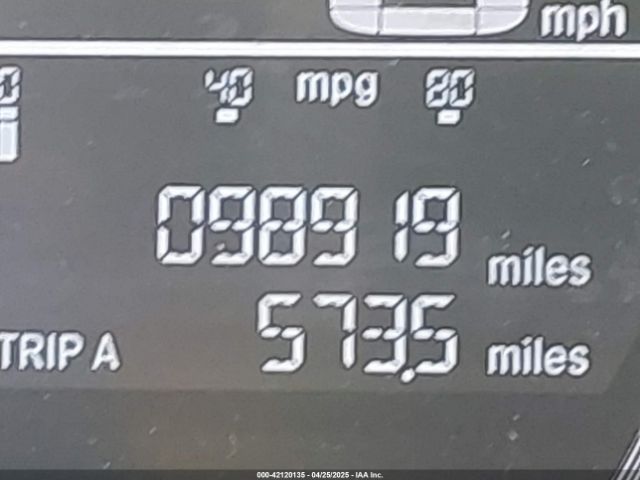 mph
40 mpg 80
098919 miles
TRIP A 573.5 miles
000-42120135 - 04/25/2025 - IAA Inc.